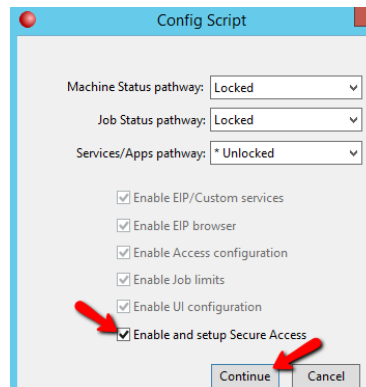 Config Script
Machine Status pathway: Locked
Job Status pathway: Locked
Services/Apps pathway: * Unlocked
Enable EIP/Custom services
Enable EIP browser
Enable Access configuration
Enable Job limits
Enable UI configuration
Enable and setup Secure Access
Continue Cancel